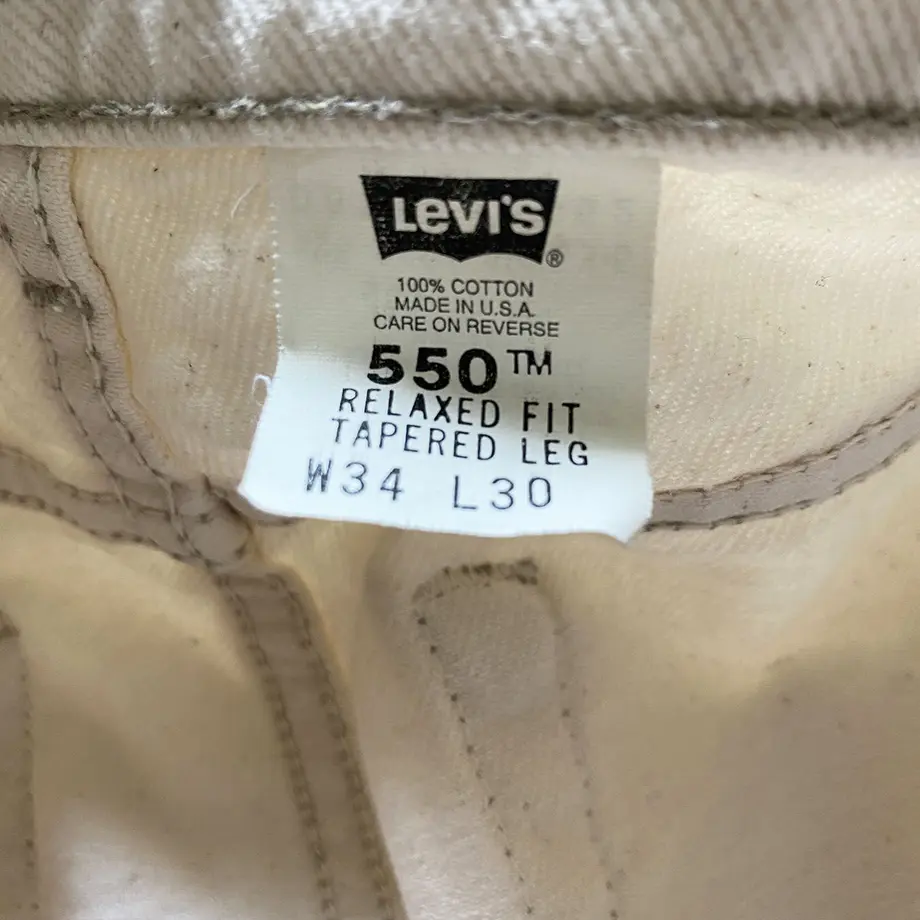 Levi's
®
100% COTTON
MADE IN U.S.A.
CARE ON REVERSE
550™
RELAXED FIT
TAPERED LEG
W34 L30